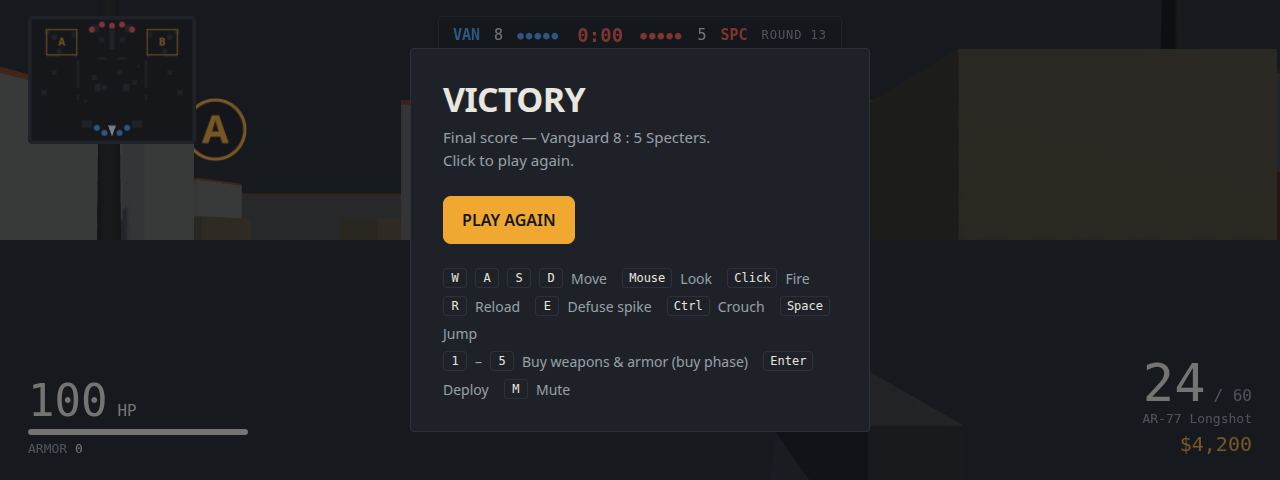 A B
VAN 8 0:00 5 SPC ROUND 13
A
VICTORY
Final score — Vanguard 8 : 5 Specters.
Click to play again.
PLAY AGAIN
W A S D Move Mouse Look Click Fire
R Reload E Defuse spike Ctrl Crouch Space
Jump
1 – 5 Buy weapons & armor (buy phase) Enter
Deploy M Mute
100 HP
ARMOR 0
24 / 60
AR-77 Longshot
$4,200